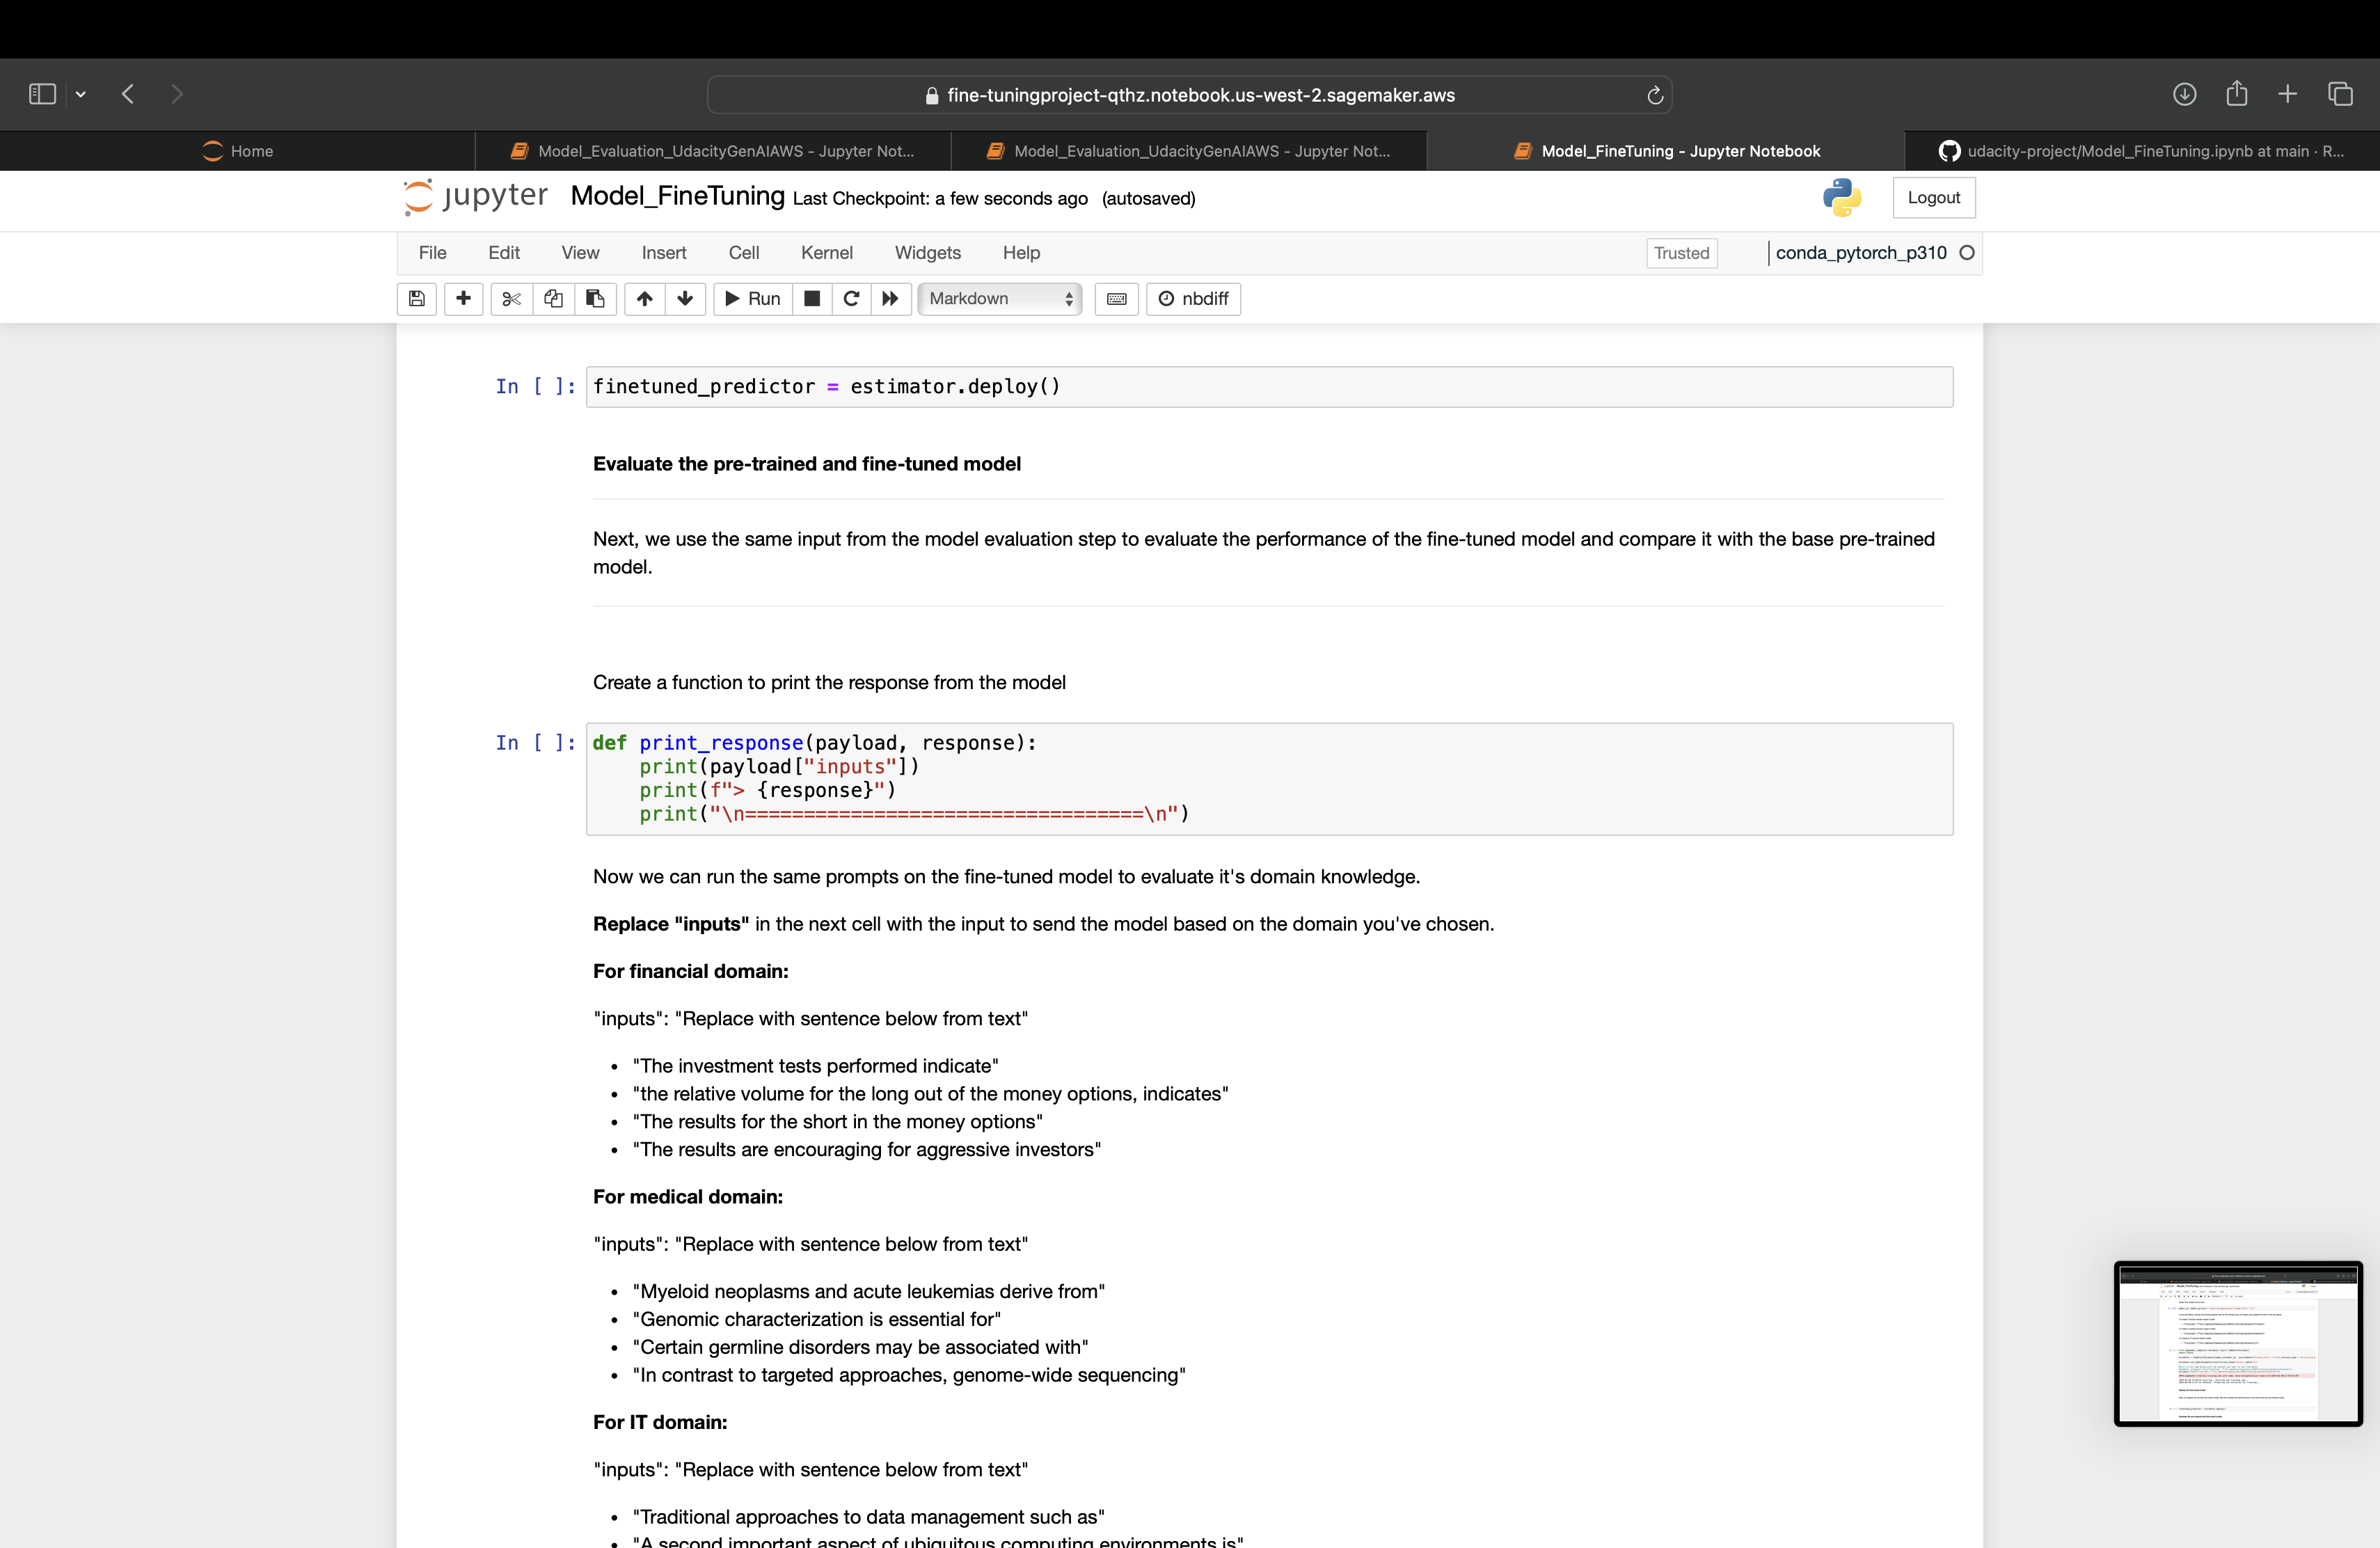 fine-tuningproject-qthz.notebook.us-west-2.sagemaker.aws
Home
Model_Evaluation_UdacityGenAIAWS - Jupyter Not...
Model_Evaluation_UdacityGenAIAWS - Jupyter Not...
Model_FineTuning - Jupyter Notebook
udacity-project/Model_FineTuning.ipynb at main · R...
jupyter Model_FineTuning Last Checkpoint: a few seconds ago (autosaved)
Logout
File Edit View Insert Cell Kernel Widgets Help
Trusted
conda_pytorch_p310
Run
Markdown
nbdiff
In [ ]: finetuned_predictor = estimator.deploy()
Evaluate the pre-trained and fine-tuned model
Next, we use the same input from the model evaluation step to evaluate the performance of the fine-tuned model and compare it with the base pre-trained
model.
Create a function to print the response from the model
In [ ]: def print_response(payload, response):
print(payload["inputs"])
print(f"> {response}")
print("\n==================================\n")
Now we can run the same prompts on the fine-tuned model to evaluate it's domain knowledge.
Replace "inputs" in the next cell with the input to send the model based on the domain you've chosen.
For financial domain:
"inputs": "Replace with sentence below from text"
• "The investment tests performed indicate"
• "the relative volume for the long out of the money options, indicates"
• "The results for the short in the money options"
• "The results are encouraging for aggressive investors"
For medical domain:
"inputs": "Replace with sentence below from text"
• "Myeloid neoplasms and acute leukemias derive from"
• "Genomic characterization is essential for"
• "Certain germline disorders may be associated with"
• "In contrast to targeted approaches, genome-wide sequencing"
For IT domain:
"inputs": "Replace with sentence below from text"
• "Traditional approaches to data management such as"
• "A second important aspect of ubiquitous computing environments is"